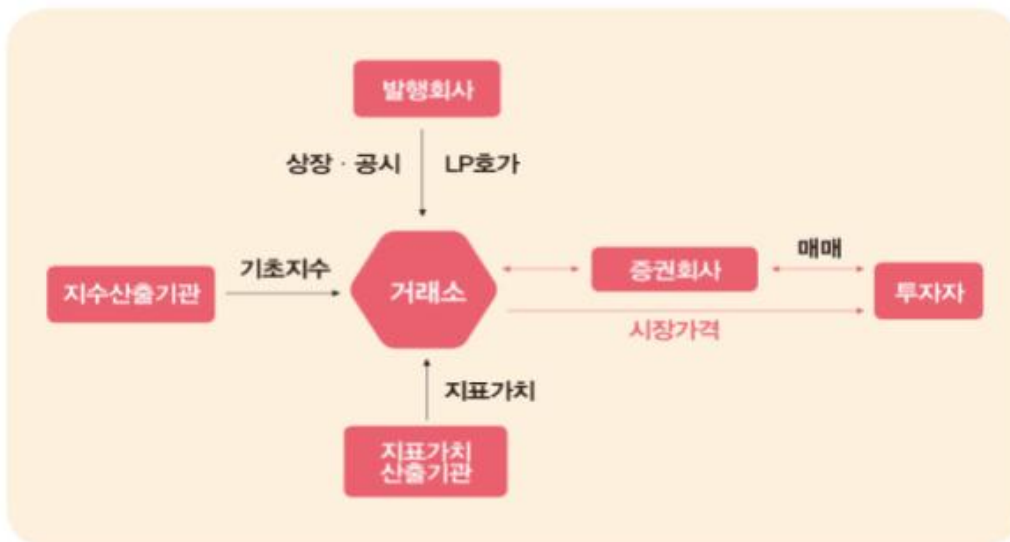 발행회사
상장 · 공시
LP호가
기초지수
매매
지수산출기관
거래소
증권회사
투자자
시장가격
지표가치
지표가치
산출기관